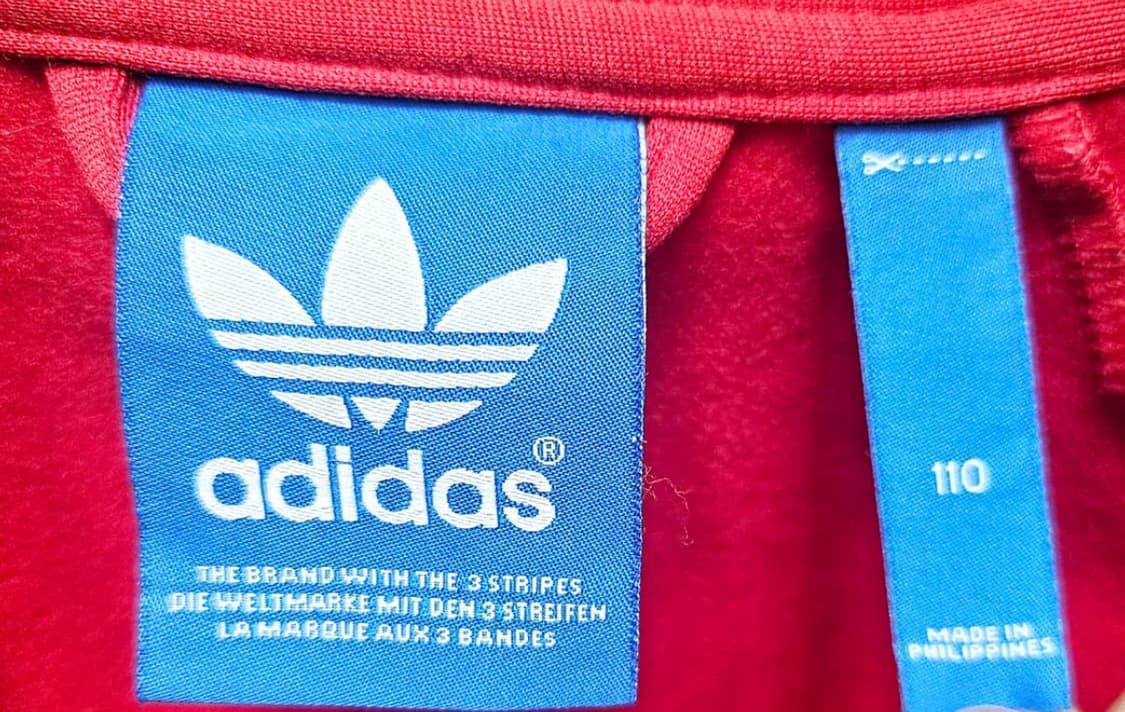 adidas®
THE BRAND WITH THE 3 STRIPES
DIE WELTMARKE MIT DEN 3 STREIFEN
LA MARQUE AUX 3 BANDES
110
MADE IN
PHILIPPINES